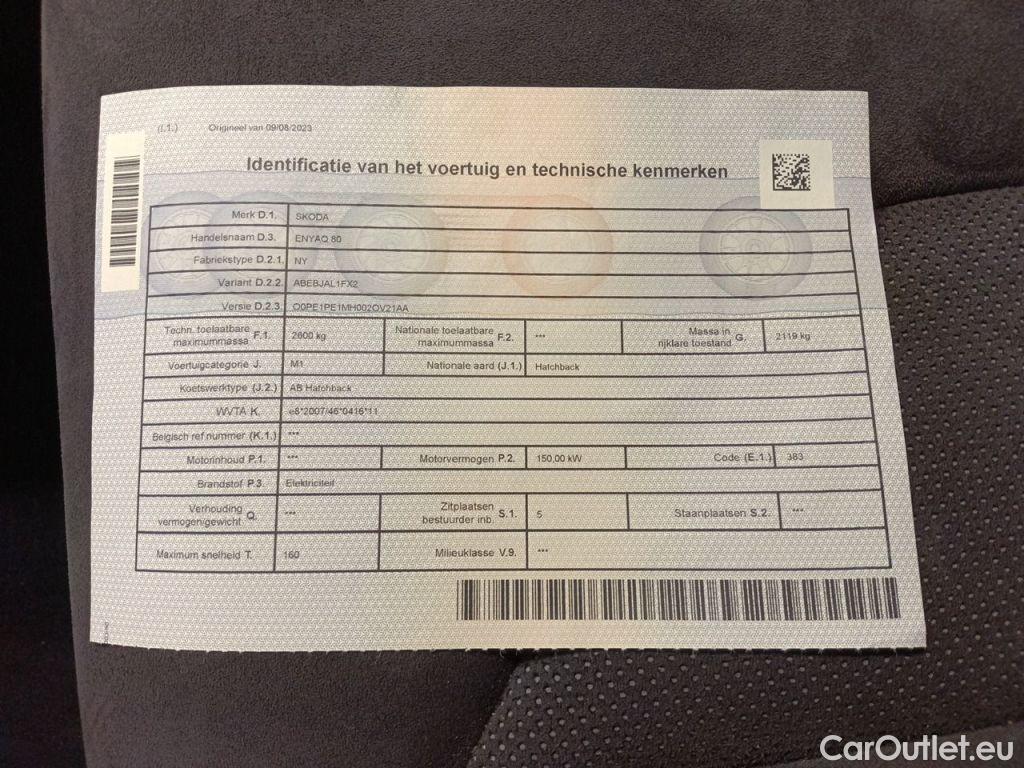 (I.1.) Origineel van 09/08/2023
Identificatie van het voertuig en technische kenmerken
Merk D.1. SKODA
Handelsnaam D.3. ENYAQ 80
Fabriekstype D.2.1. NY
Variant D.2.2. ABEBJAL1FX2
Versie D.2.3. O0PE1PE1MH002OV21AA
Techn. toelaatbare maximummassa F.1. 2600 kg Nationale toelaatbare maximummassa F.2. *** Massa in rijklare toestand G. 2119 kg
Voertuigcategorie J. M1 Nationale aard (J.1.) Hatchback
Koetswerktype (J.2.) AB Hatchback
WVTA K. e8*2007/46*0416*11
Belgisch ref nummer (K.1.) ***
Motorinhoud P.1. *** Motorvermogen P.2. 150,00 kW Code (E.1.) 383
Brandstof P.3. Elektriciteit
Verhouding vermogen/gewicht Q. *** Zitplaatsen bestuurder inb. S.1. 5 Staanplaatsen S.2. ***
Maximum snelheid T. 160 Milieuklasse V.9. ***
CarOutlet.eu